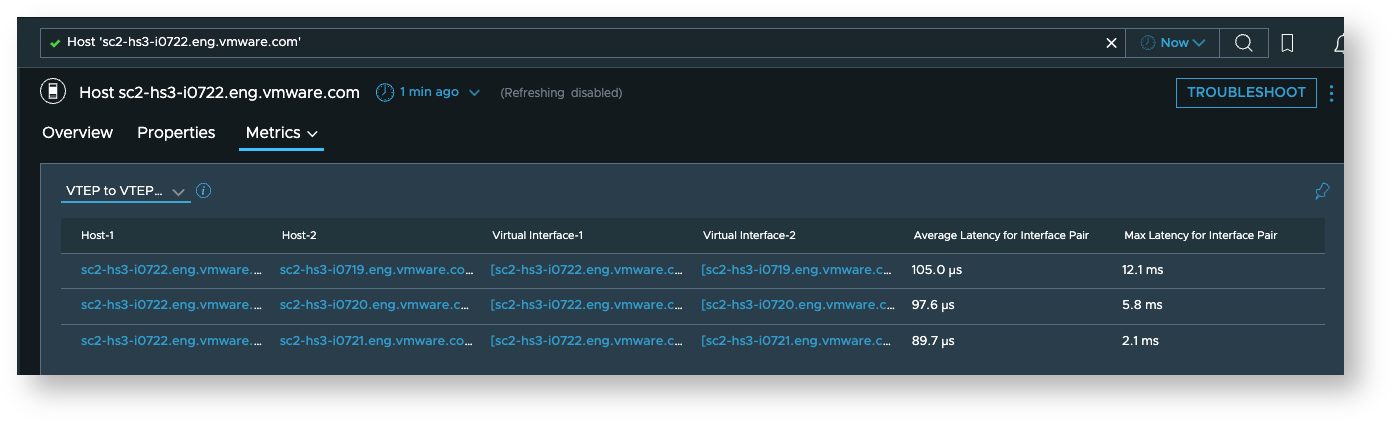 Host 'sc2-hs3-i0722.eng.vmware.com' Now
Host sc2-hs3-i0722.eng.vmware.com 1 min ago (Refreshing disabled) TROUBLESHOOT
Overview Properties Metrics
VTEP to VTEP...
Host-1 Host-2 Virtual Interface-1 Virtual Interface-2 Average Latency for Interface Pair Max Latency for Interface Pair
sc2-hs3-i0722.eng.vmware.... sc2-hs3-i0719.eng.vmware.co... [sc2-hs3-i0722.eng.vmware.c... [sc2-hs3-i0719.eng.vmware.c... 105.0 µs 12.1 ms
sc2-hs3-i0722.eng.vmware.... sc2-hs3-i0720.eng.vmware.c... [sc2-hs3-i0722.eng.vmware.c... [sc2-hs3-i0720.eng.vmware.c... 97.6 µs 5.8 ms
sc2-hs3-i0722.eng.vmware.... sc2-hs3-i0721.eng.vmware.co... [sc2-hs3-i0722.eng.vmware.c... [sc2-hs3-i0721.eng.vmware.c... 89.7 µs 2.1 ms